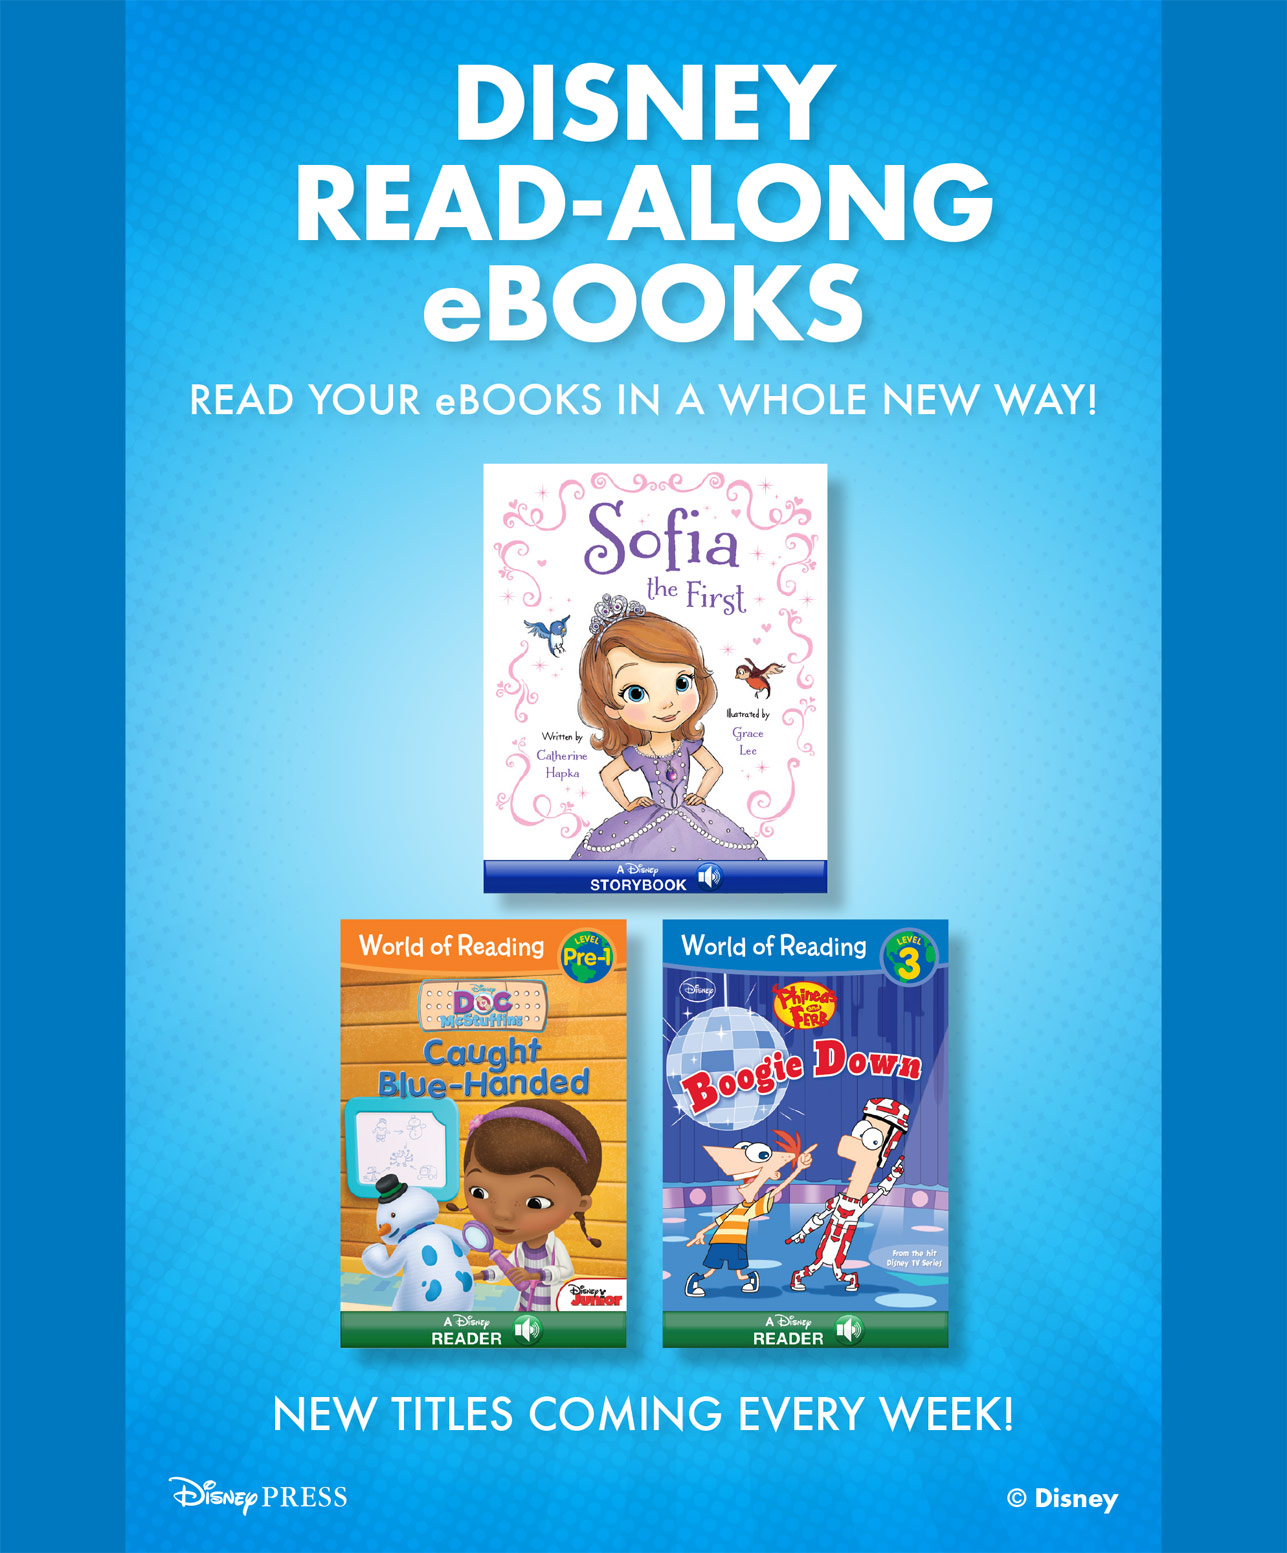 DISNEY
READ-ALONG
eBOOKS
READ YOUR eBOOKS IN A WHOLE NEW WAY!
Sofia
the First
Written by
Catherine
Hapka
Illustrated by
Grace
Lee
A Disney
STORYBOOK
World of Reading
LEVEL
Pre-1
Disney
DOC
McStuffins
Caught
Blue-Handed
Disney
Junior
A Disney
READER
World of Reading
LEVEL
3
Disney
Phineas
and
FERB
Boogie Down
From the hit
Disney TV Series
A Disney
READER
NEW TITLES COMING EVERY WEEK!
Disney PRESS
© Disney